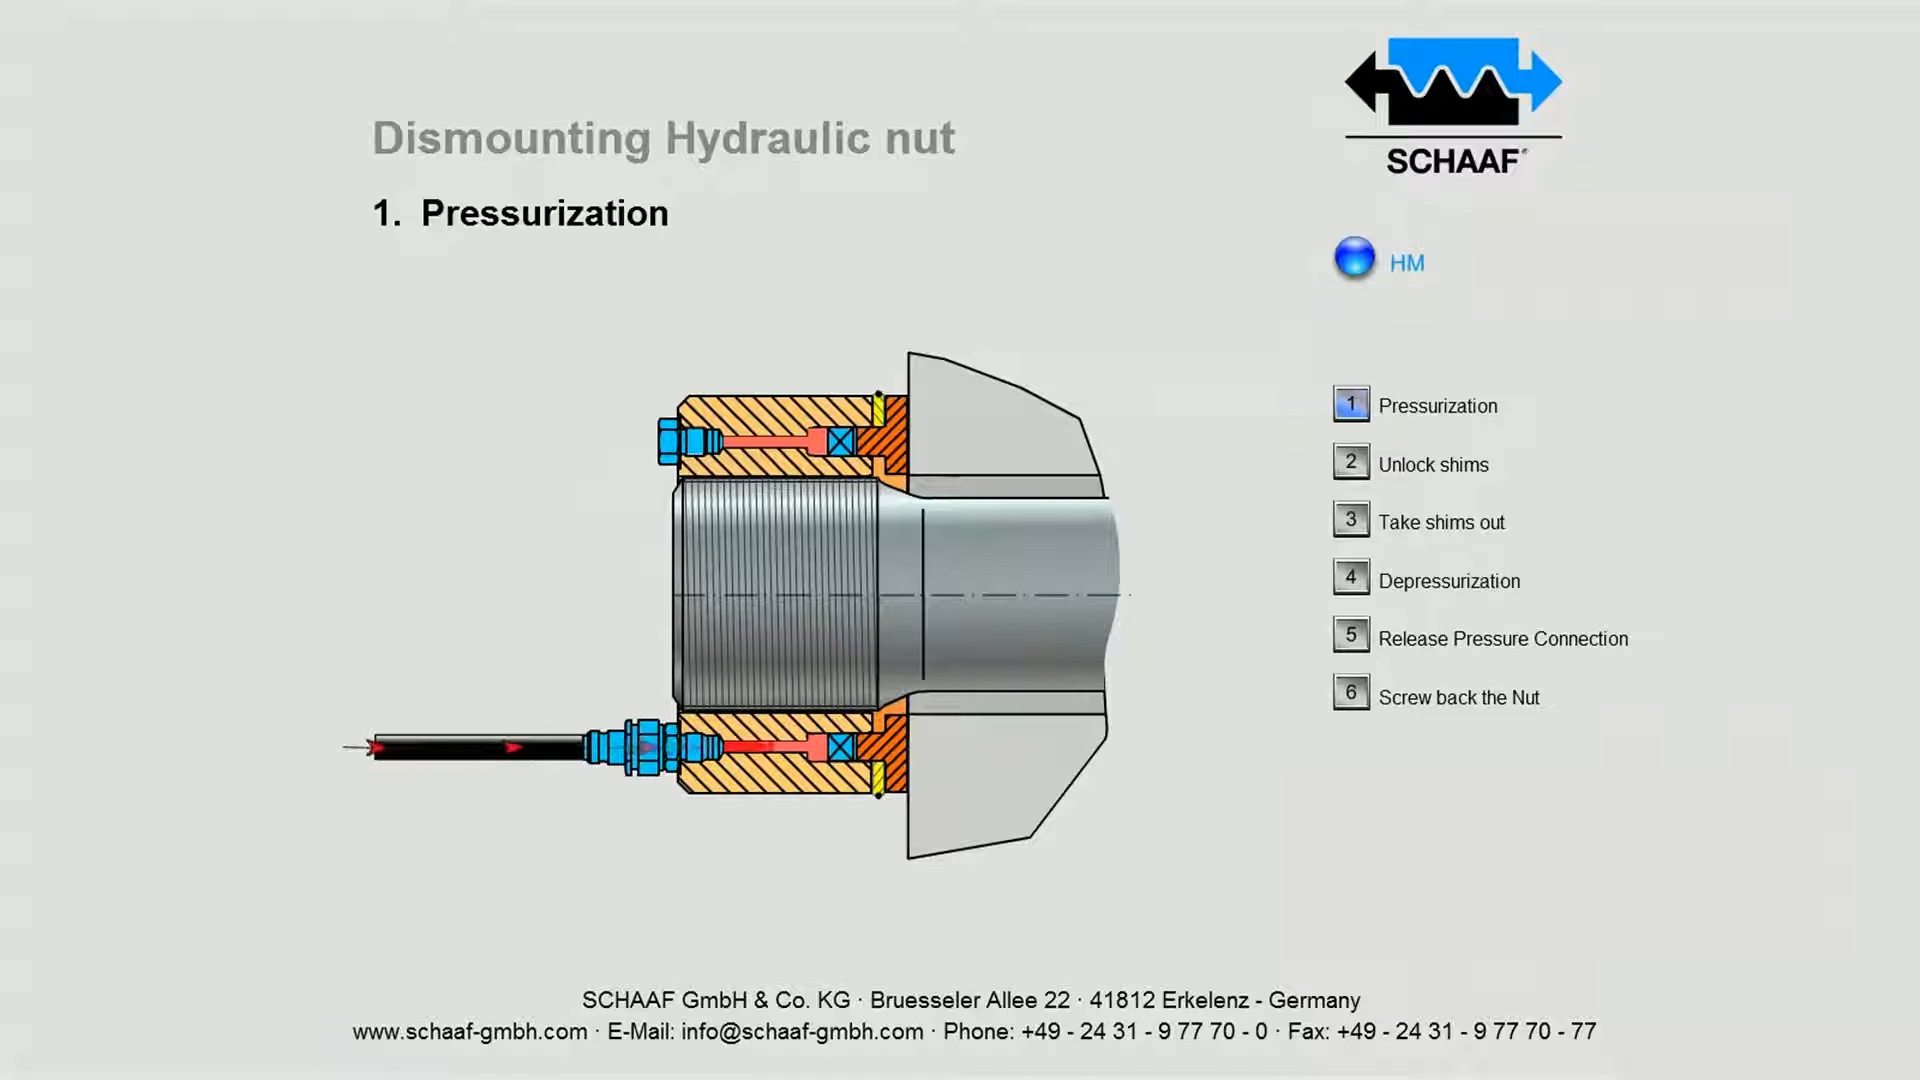 Dismounting Hydraulic nut
1. Pressurization
SCHAAF®
HM
1 Pressurization
2 Unlock shims
3 Take shims out
4 Depressurization
5 Release Pressure Connection
6 Screw back the Nut
SCHAAF GmbH & Co. KG · Bruesseler Allee 22 · 41812 Erkelenz - Germany
www.schaaf-gmbh.com · E-Mail: info@schaaf-gmbh.com · Phone: +49 - 24 31 - 9 77 70 - 0 · Fax: +49 - 24 31 - 9 77 70 - 77